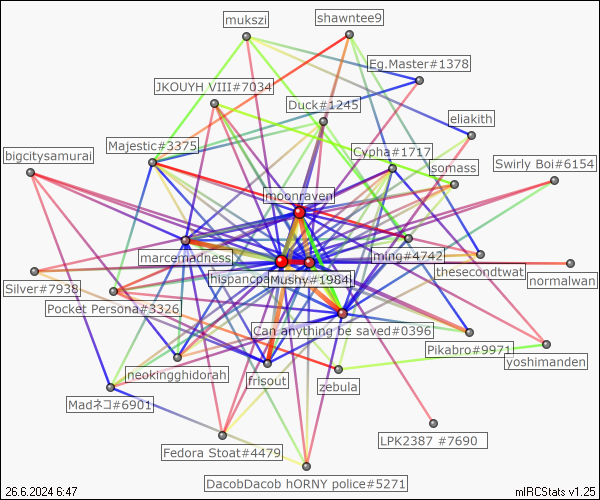 mukszi
shawntee9
Eg.Master#1378
JKOUYH VIII#7034
Duck#1245
eliakith
Majestic#3375
Cypha#1717
bigcitysamurai
somass
Swirly Boi#6154
moonraven
marcemadness
ming#4742
thesecondtwat
hispancpa
Mushy#1984
normalwan
Silver#7938
Pocket Persona#3326
Can anything be saved#0396
Pikabro#9971
yoshimanden
neokingghidorah
frisout
zebula
Madネコ#6901
LPK2387 #7690
Fedora Stoat#4479
DacobDacob hORNY police#5271
26.6.2024 6:47
mIRCStats v1.25